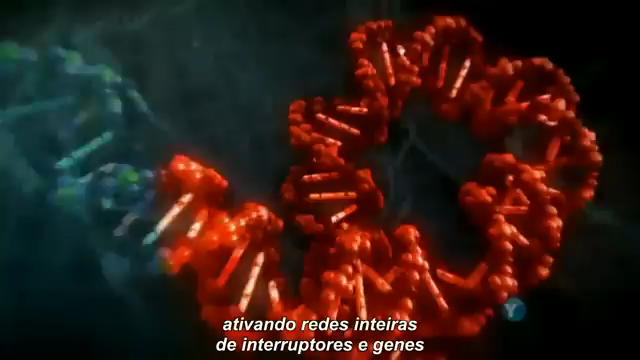 ativando redes inteiras
de interruptores e genes
Y